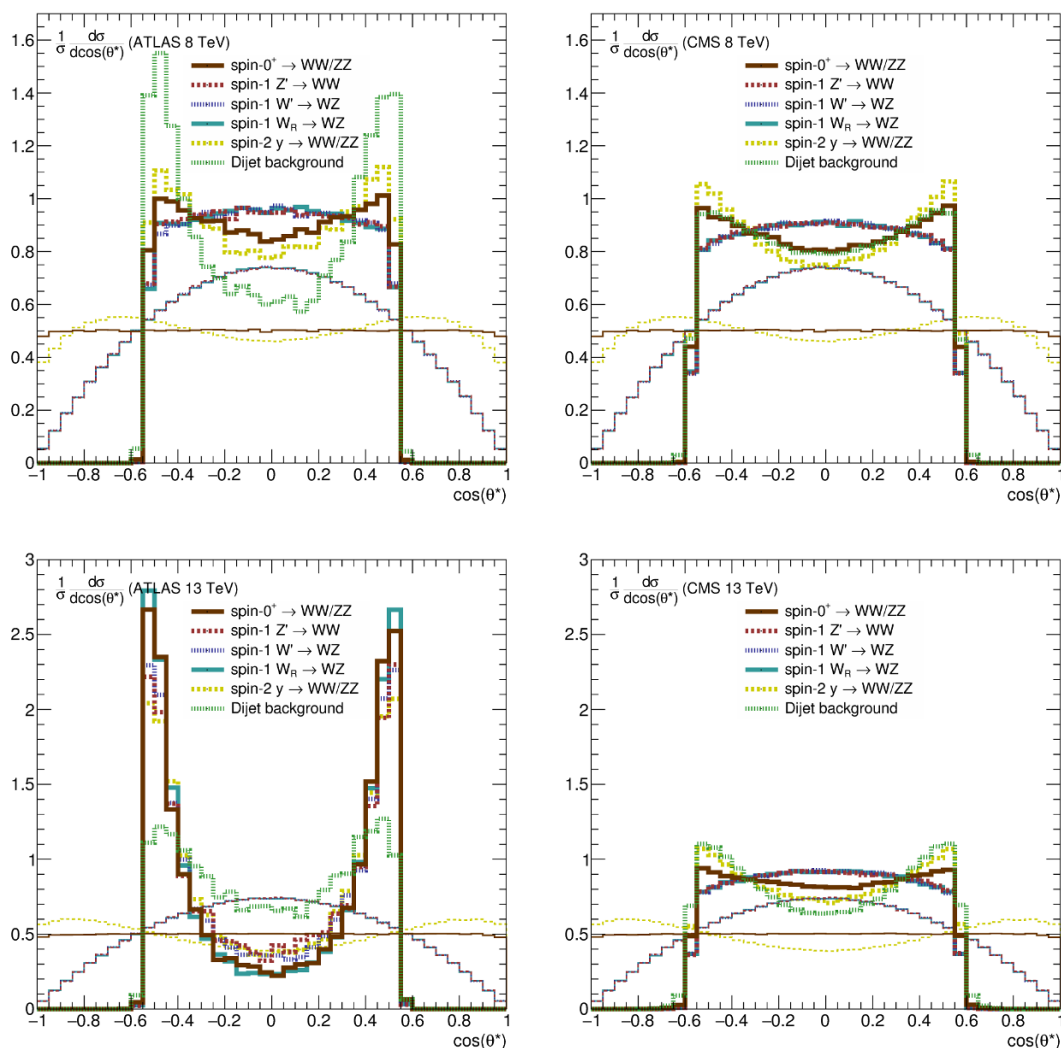 1/σ dσ/dcos(θ*) (ATLAS 8 TeV)
spin-0⁺ → WW/ZZ
spin-1 Z' → WW
spin-1 W' → WZ
spin-1 W_R → WZ
spin-2 y → WW/ZZ
Dijet background
1.6
1.4
1.2
1
0.8
0.6
0.4
0.2
0
−1 −0.8 −0.6 −0.4 −0.2 0 0.2 0.4 0.6 0.8 1
cos(θ*)
1/σ dσ/dcos(θ*) (CMS 8 TeV)
spin-0⁺ → WW/ZZ
spin-1 Z' → WW
spin-1 W' → WZ
spin-1 W_R → WZ
spin-2 y → WW/ZZ
Dijet background
1.6
1.4
1.2
1
0.8
0.6
0.4
0.2
0
−1 −0.8 −0.6 −0.4 −0.2 0 0.2 0.4 0.6 0.8 1
cos(θ*)
1/σ dσ/dcos(θ*) (ATLAS 13 TeV)
spin-0⁺ → WW/ZZ
spin-1 Z' → WW
spin-1 W' → WZ
spin-1 W_R → WZ
spin-2 y → WW/ZZ
Dijet background
3
2.5
2
1.5
1
0.5
0
−1 −0.8 −0.6 −0.4 −0.2 0 0.2 0.4 0.6 0.8 1
cos(θ*)
1/σ dσ/dcos(θ*) (CMS 13 TeV)
spin-0⁺ → WW/ZZ
spin-1 Z' → WW
spin-1 W' → WZ
spin-1 W_R → WZ
spin-2 y → WW/ZZ
Dijet background
3
2.5
2
1.5
1
0.5
0
−1 −0.8 −0.6 −0.4 −0.2 0 0.2 0.4 0.6 0.8 1
cos(θ*)